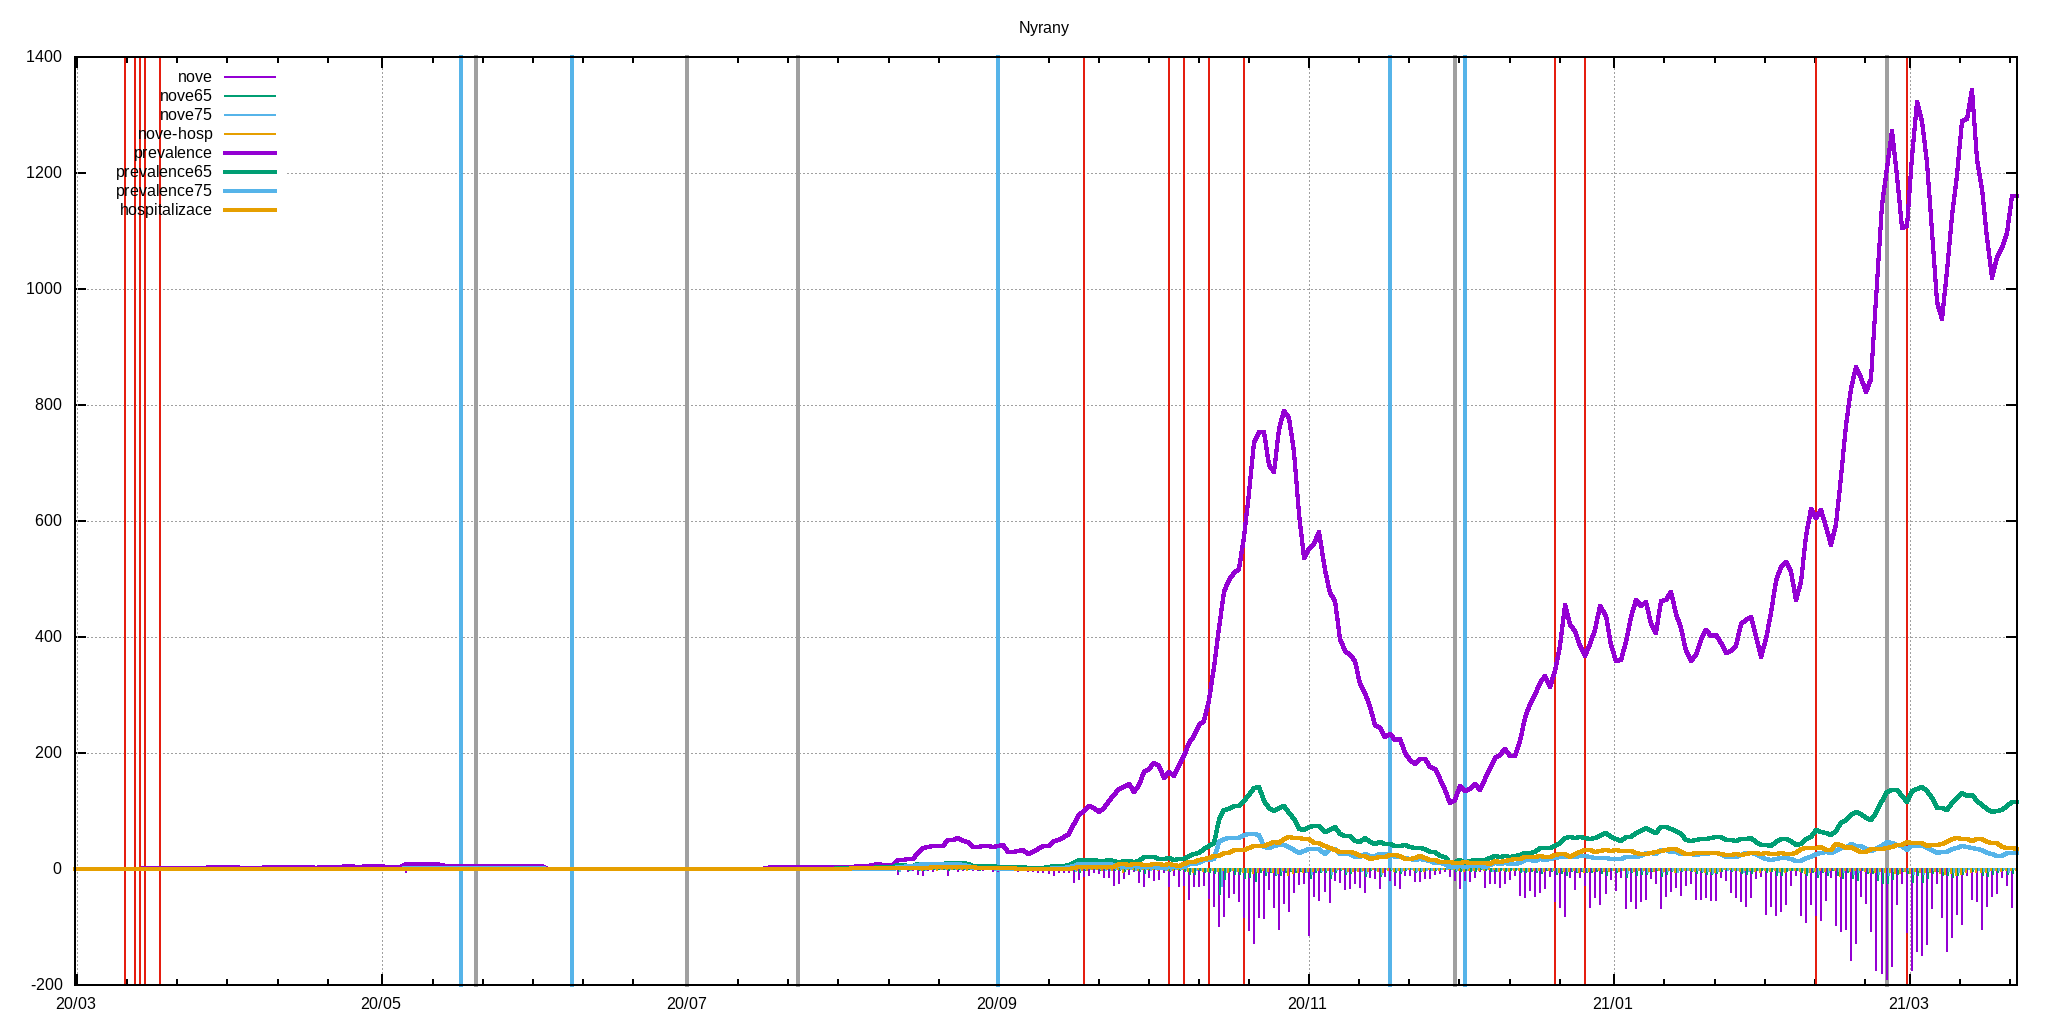 Nyrany
1400
1200
1000
800
600
400
200
0
-200
nove
nove65
nove75
nove-hosp
prevalence
prevalence65
prevalence75
hospitalizace
20/03 20/05 20/07 20/09 20/11 21/01 21/03